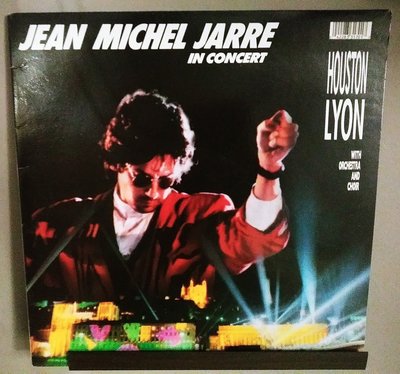 JEAN MICHEL JARRE
IN CONCERT
HOUSTON
LYON
WITH
ORCHESTRA
AND
CHOIR